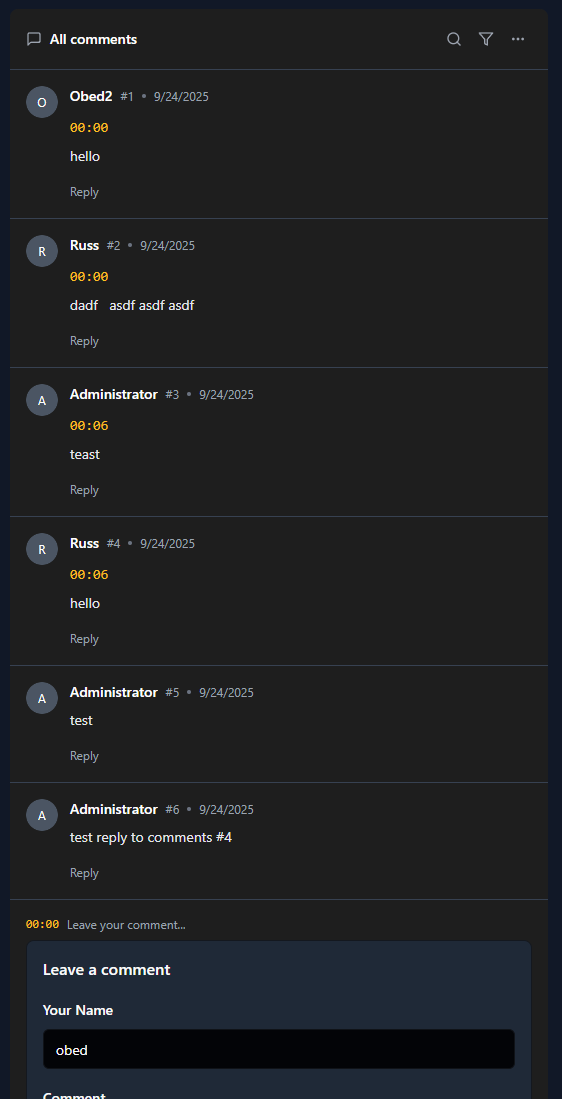 All comments
O Obed2 #1 • 9/24/2025
00:00
hello
Reply
R Russ #2 • 9/24/2025
00:00
dadf   asdf asdf asdf
Reply
A Administrator #3 • 9/24/2025
00:06
teast
Reply
R Russ #4 • 9/24/2025
00:06
hello
Reply
A Administrator #5 • 9/24/2025
test
Reply
A Administrator #6 • 9/24/2025
test reply to comments #4
Reply
00:00 Leave your comment...
Leave a comment
Your Name
obed
Comment